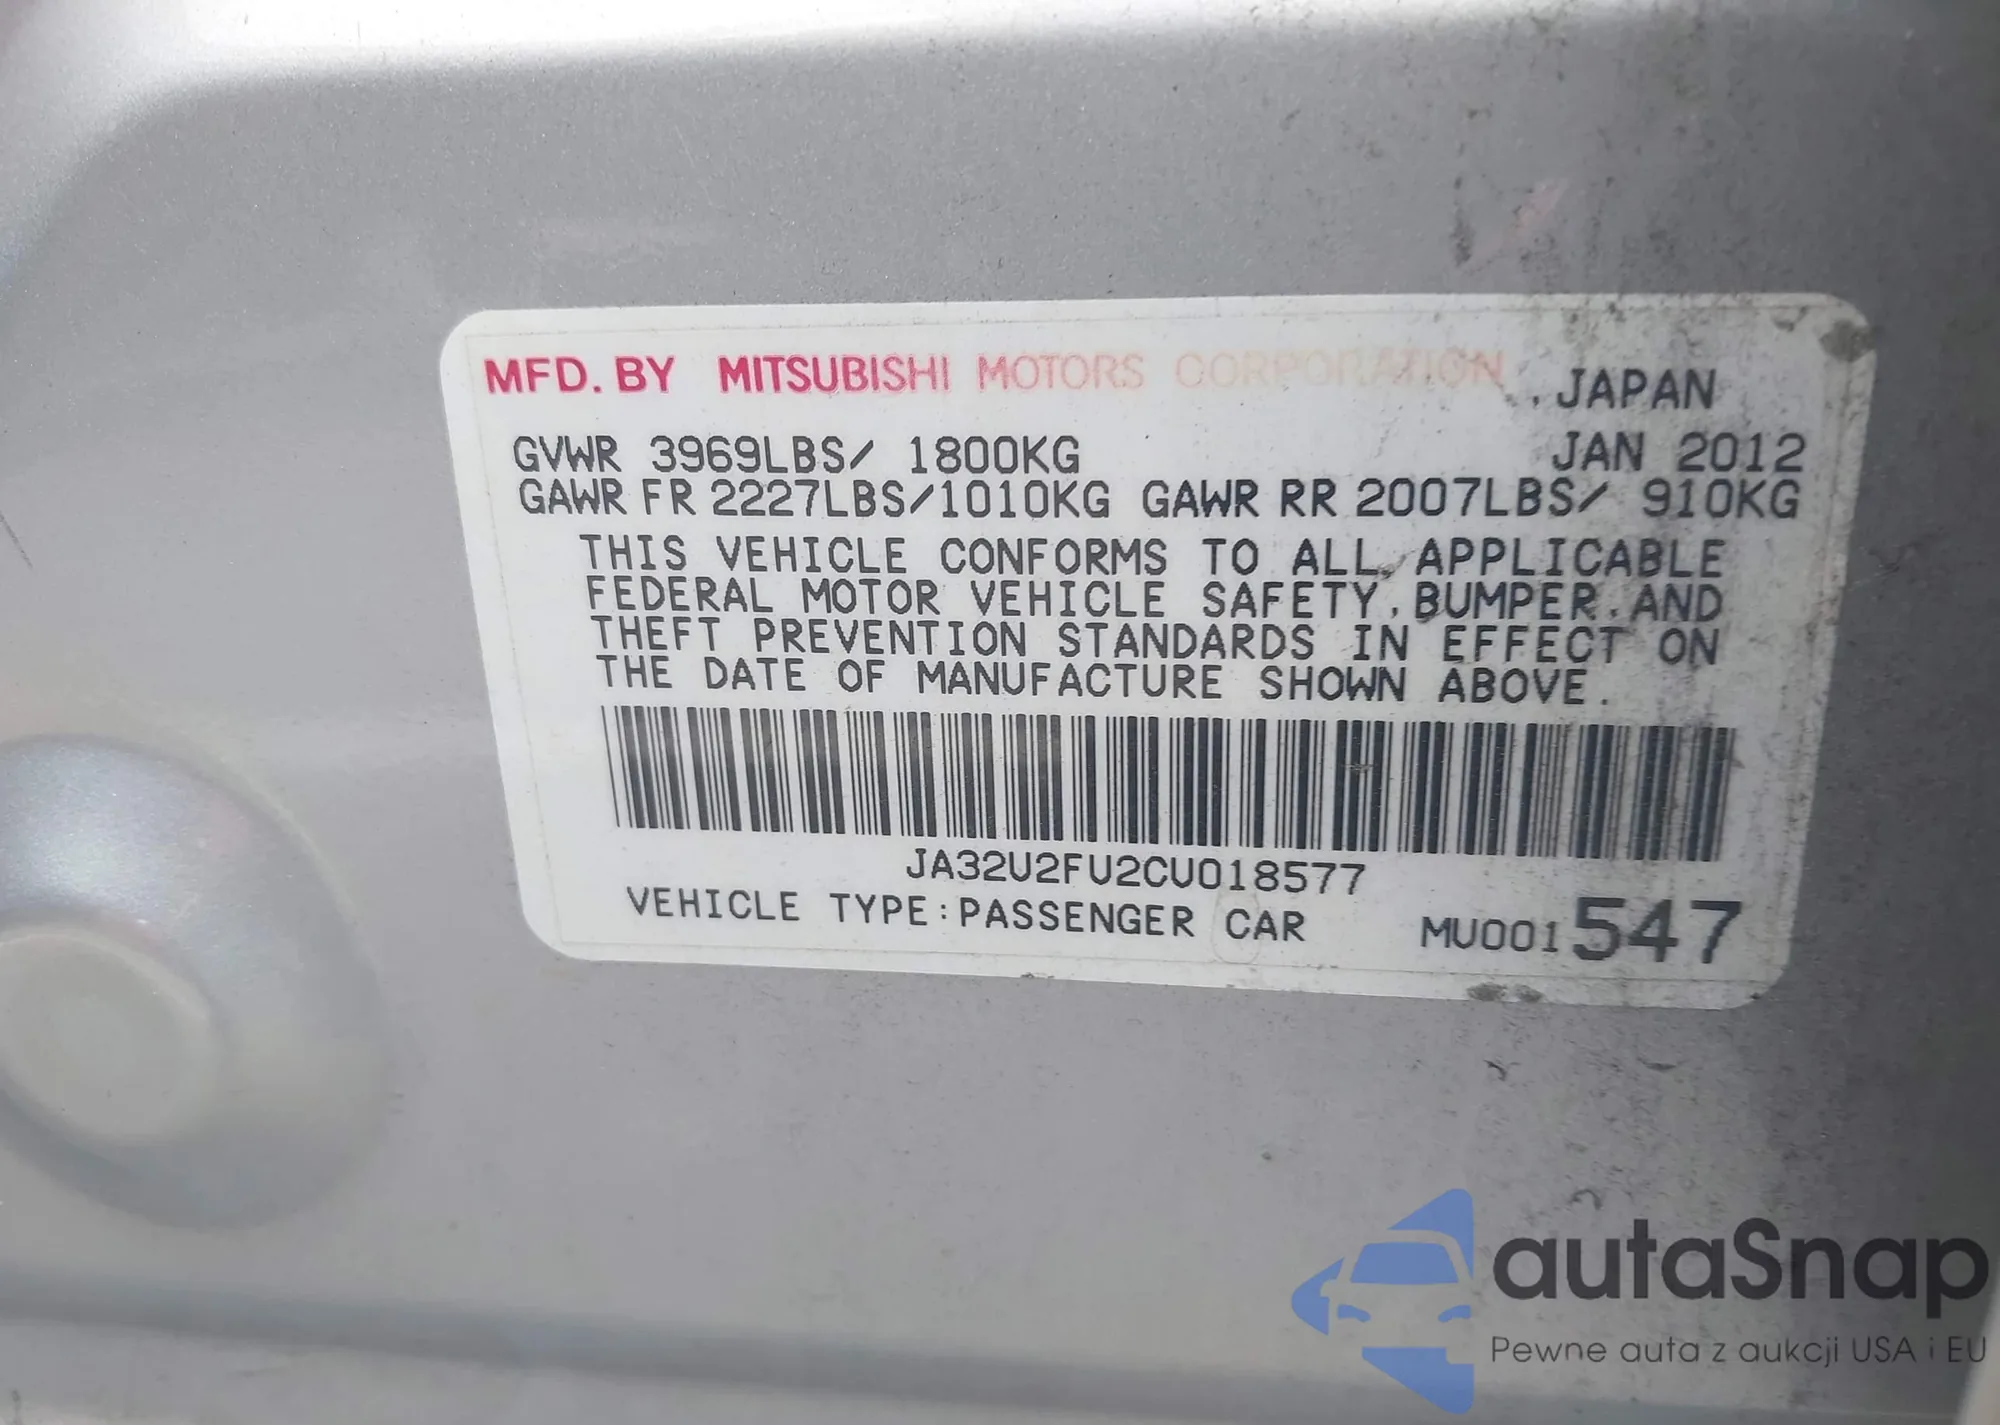 MFD. BY MITSUBISHI MOTORS CORPORATION, JAPAN
GVWR 3969LBS/ 1800KG JAN 2012
GAWR FR 2227LBS/1010KG GAWR RR 2007LBS/ 910KG
THIS VEHICLE CONFORMS TO ALL APPLICABLE
FEDERAL MOTOR VEHICLE SAFETY, BUMPER, AND
THEFT PREVENTION STANDARDS IN EFFECT ON
THE DATE OF MANUFACTURE SHOWN ABOVE.
JA32U2FU2CU018577
VEHICLE TYPE:PASSENGER CAR MU001547
autaSnap
Pewne auta z aukcji USA i EU